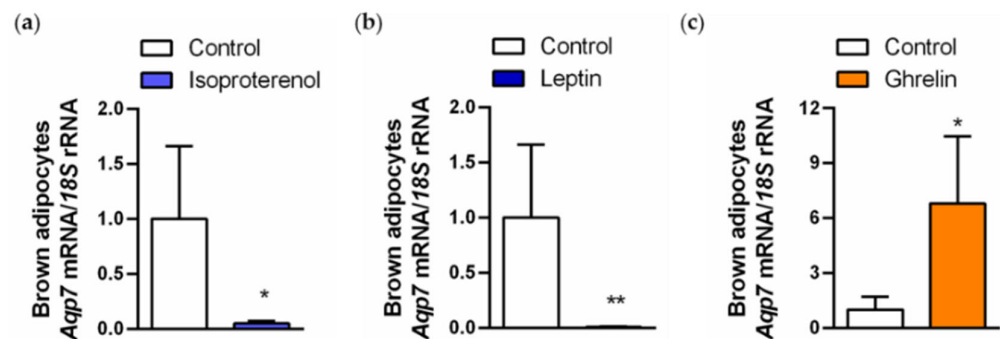 (a)
Control
Isoproterenol
Brown adipocytes
Aqp7 mRNA/18S rRNA
2.0
1.5
1.0
0.5
0.0
*
(b)
Control
Leptin
Brown adipocytes
Aqp7 mRNA/18S rRNA
2.0
1.5
1.0
0.5
0.0
**
(c)
Control
Ghrelin
Brown adipocytes
Aqp7 mRNA/18S rRNA
12
9
6
3
0
*